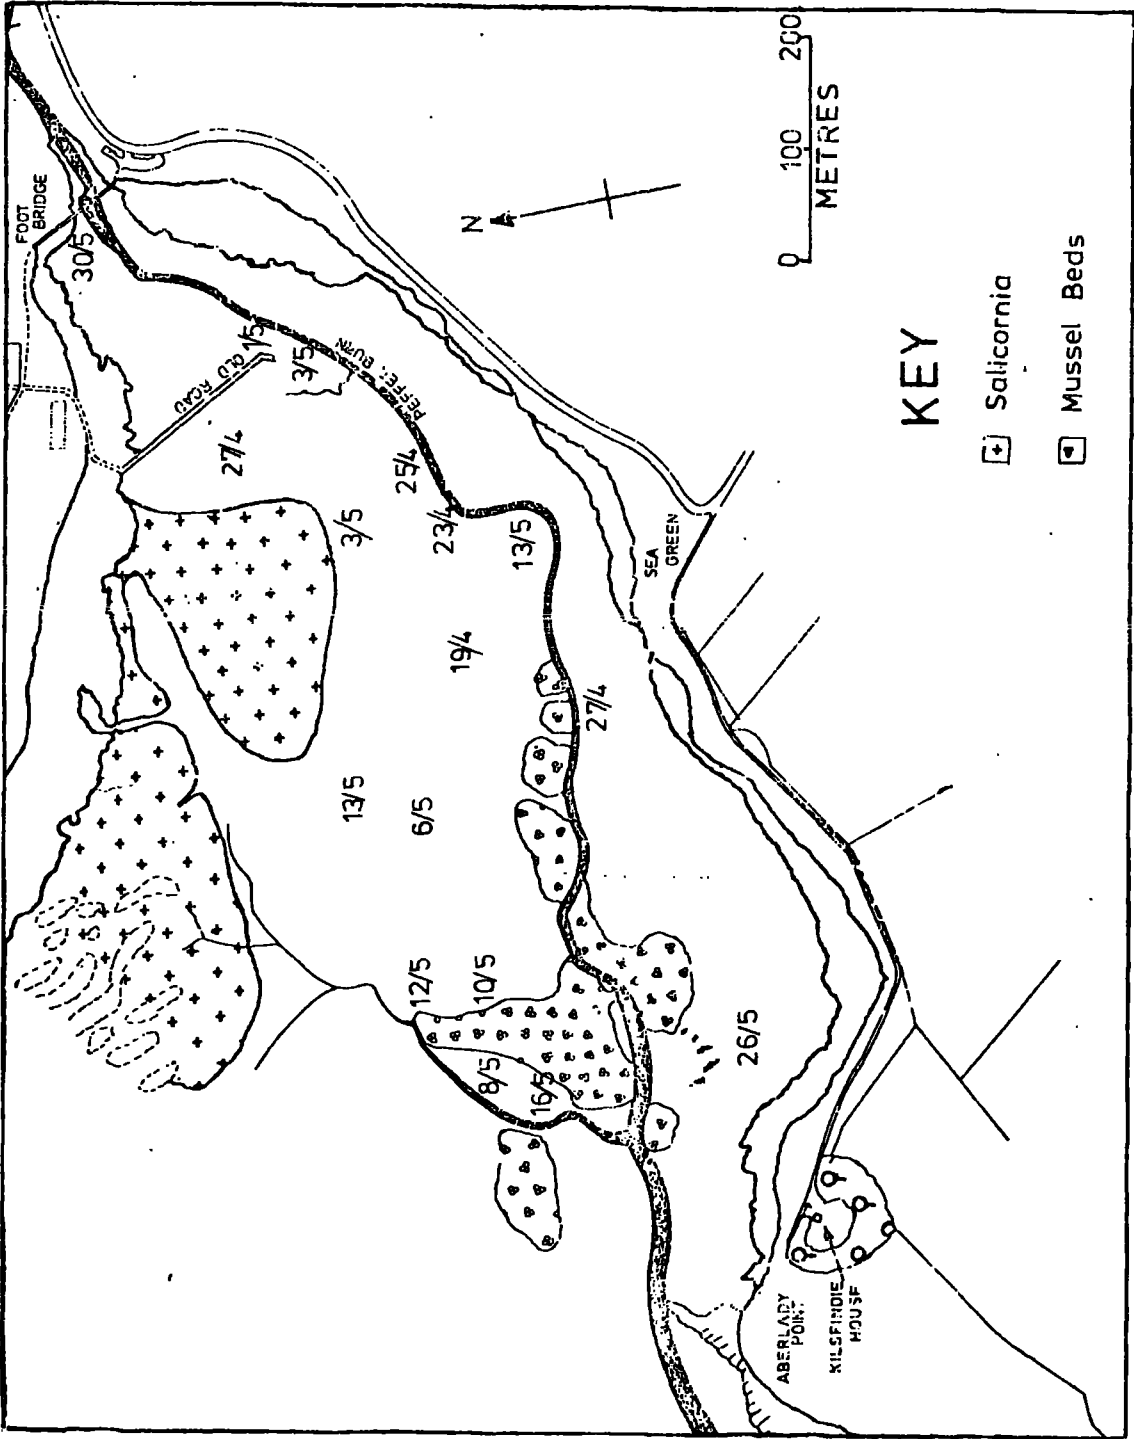 FOOT
BRIDGE
30/5
1/5
OLD ROAD
3/5
PEFFER BURN
27/4
25/4
3/5
23/4
13/5
19/4
27/4
13/5
6/5
12/5
10/5
8/5
16/5
26/5
SEA
GREEN
ABERLADY
POINT
KILSPINDIE
HOUSE
N
0 100 200
METRES
KEY
Salicornia
Mussel Beds